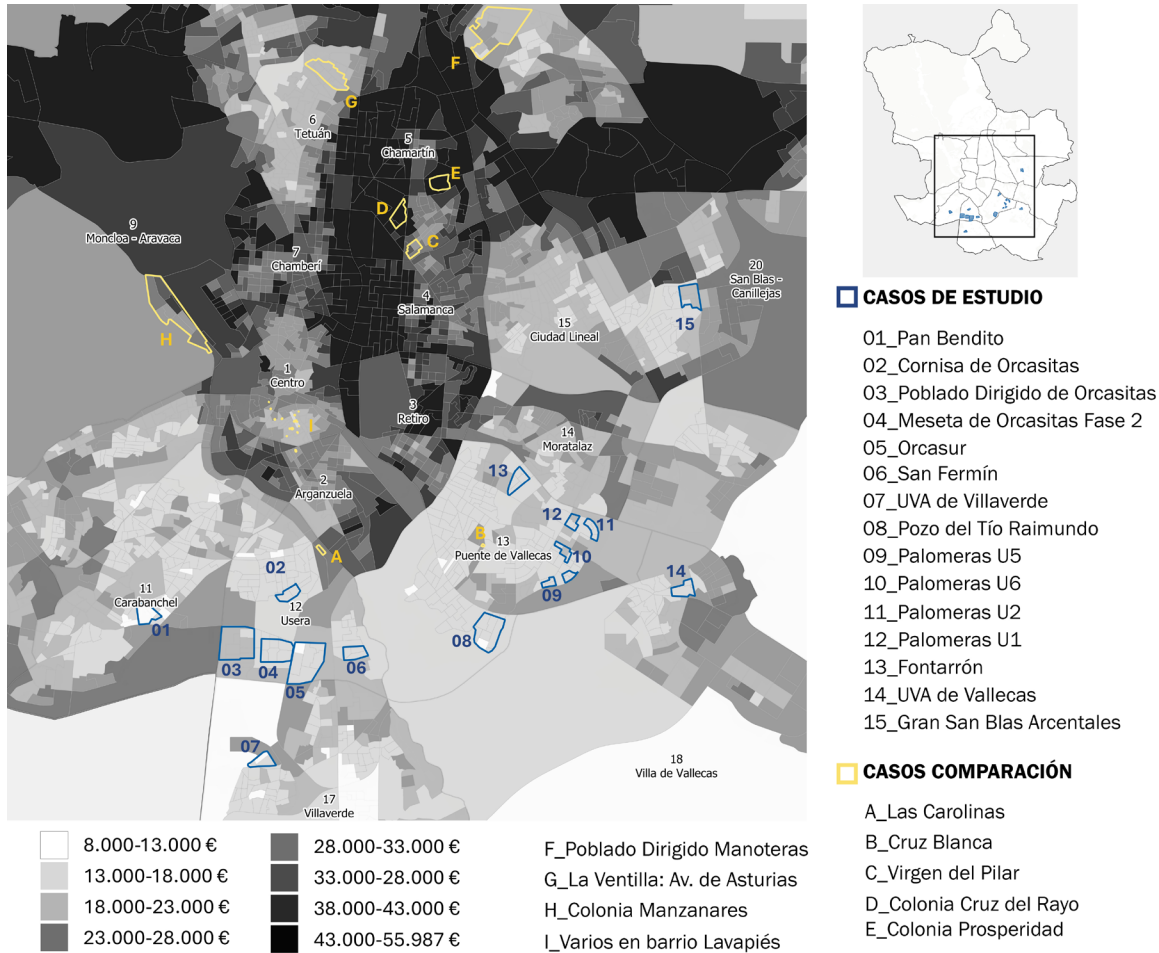 F
G
6
Tetuán
5
Chamartín
E
D
9
Moncloa - Aravaca
C
7
Chamberí
20
San Blas -
Canillejas
4
Salamanca
15
Ciudad Lineal
15
H
1
Centro
3
Retiro
I
14
Moratalaz
13
2
Arganzuela
12
11
B
13
Puente de Vallecas
10
A
02
09
14
11
Carabanchel
12
Usera
01
08
03
04
06
05
07
18
Villa de Vallecas
17
Villaverde
CASOS DE ESTUDIO
01_Pan Bendito
02_Cornisa de Orcasitas
03_Poblado Dirigido de Orcasitas
04_Meseta de Orcasitas Fase 2
05_Orcasur
06_San Fermín
07_UVA de Villaverde
08_Pozo del Tío Raimundo
09_Palomeras U5
10_Palomeras U6
11_Palomeras U2
12_Palomeras U1
13_Fontarrón
14_UVA de Vallecas
15_Gran San Blas Arcentales
CASOS COMPARACIÓN
A_Las Carolinas
B_Cruz Blanca
C_Virgen del Pilar
D_Colonia Cruz del Rayo
E_Colonia Prosperidad
F_Poblado Dirigido Manoteras
G_La Ventilla: Av. de Asturias
H_Colonia Manzanares
I_Varios en barrio Lavapiés
8.000-13.000 €
13.000-18.000 €
18.000-23.000 €
23.000-28.000 €
28.000-33.000 €
33.000-28.000 €
38.000-43.000 €
43.000-55.987 €